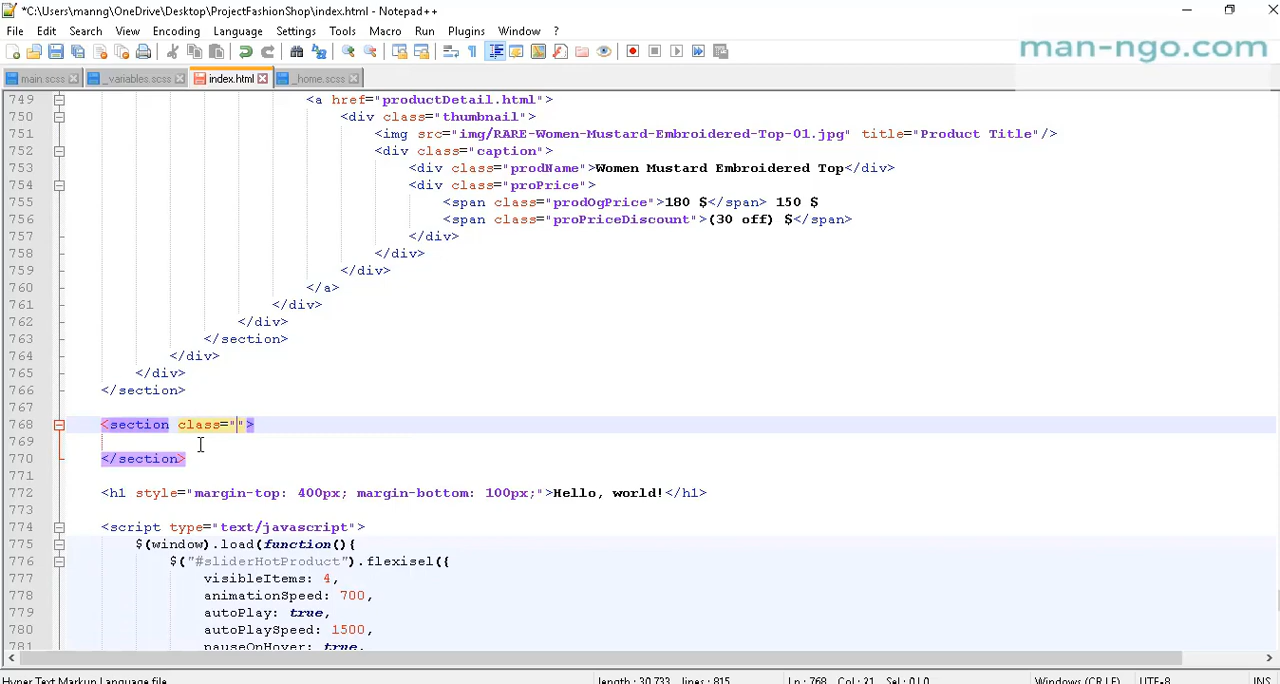 *C:\Users\manng\OneDrive\Desktop\ProjectFashionShop\index.html - Notepad++
File Edit Search View Encoding Language Settings Tools Macro Run Plugins Window ?
man-ngo.com
main.scss _variables.scss index.html _home.scss
749 <a href="productDetail.html">
750 <div class="thumbnail">
751 <img src="img/RARE-Women-Mustard-Embroidered-Top-01.jpg" title="Product Title"/>
752 <div class="caption">
753 <div class="prodName">Women Mustard Embroidered Top</div>
754 <div class="proPrice">
755 <span class="prodOgPrice">180 $</span> 150 $
756 <span class="proPriceDiscount">(30 off) $</span>
757 </div>
758 </div>
759 </div>
760 </a>
761 </div>
762 </div>
763 </section>
764 </div>
765 </div>
766 </section>
767
768 <section class="">
769
770 </section>
771
772 <h1 style="margin-top: 400px; margin-bottom: 100px;">Hello, world!</h1>
773
774 <script type="text/javascript">
775 $(window).load(function(){
776 $("#sliderHotProduct").flexisel({
777 visibleItems: 4,
778 animationSpeed: 700,
779 autoPlay: true,
780 autoPlaySpeed: 1500,
781 pauseOnHover: true,
Hyper Text Markup Language file length : 30,733 lines : 815 Ln : 768 Col : 21 Sel : 0 | 0 Windows (CR LF) UTF-8 INS